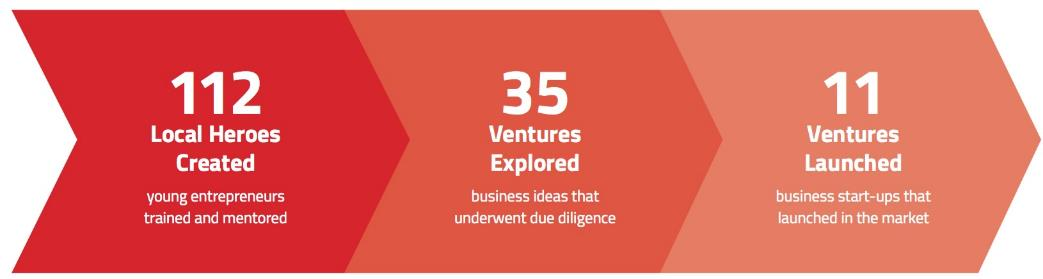 112
Local Heroes
Created
young entrepreneurs
trained and mentored
35
Ventures
Explored
business ideas that
underwent due diligence
11
Ventures
Launched
business start-ups that
launched in the market